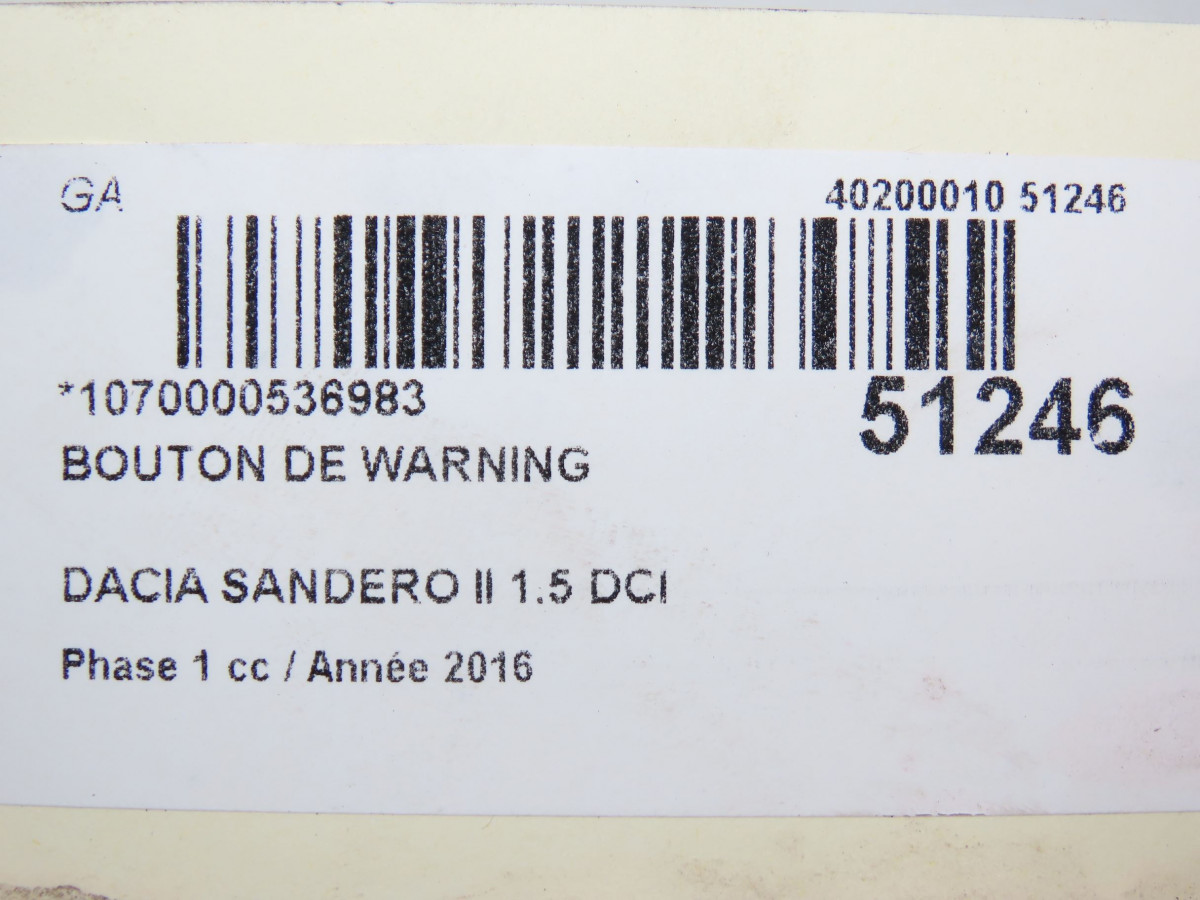 GA 40200010 51246
*1070000536983
51246
BOUTON DE WARNING
DACIA SANDERO II 1.5 DCI
Phase 1 cc / Année 2016